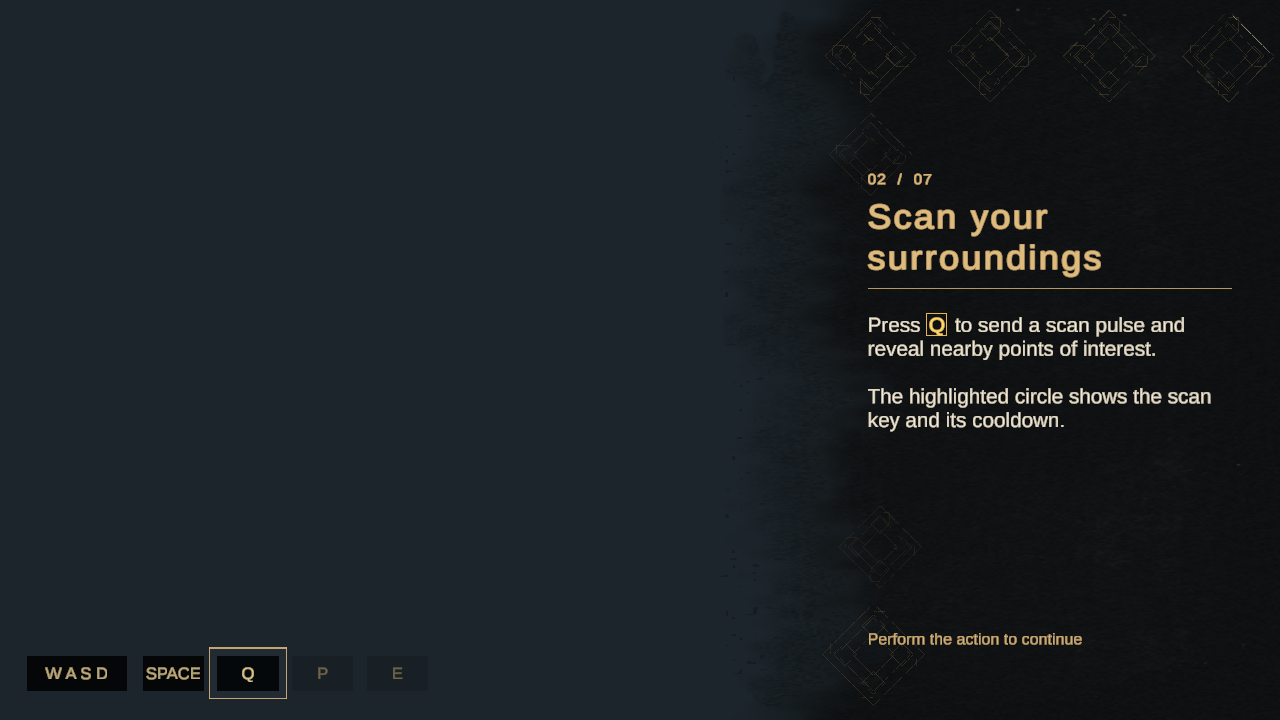 02 / 07
Scan your
surroundings
Press Q to send a scan pulse and
reveal nearby points of interest.
The highlighted circle shows the scan
key and its cooldown.
Perform the action to continue
WASD SPACE Q P E